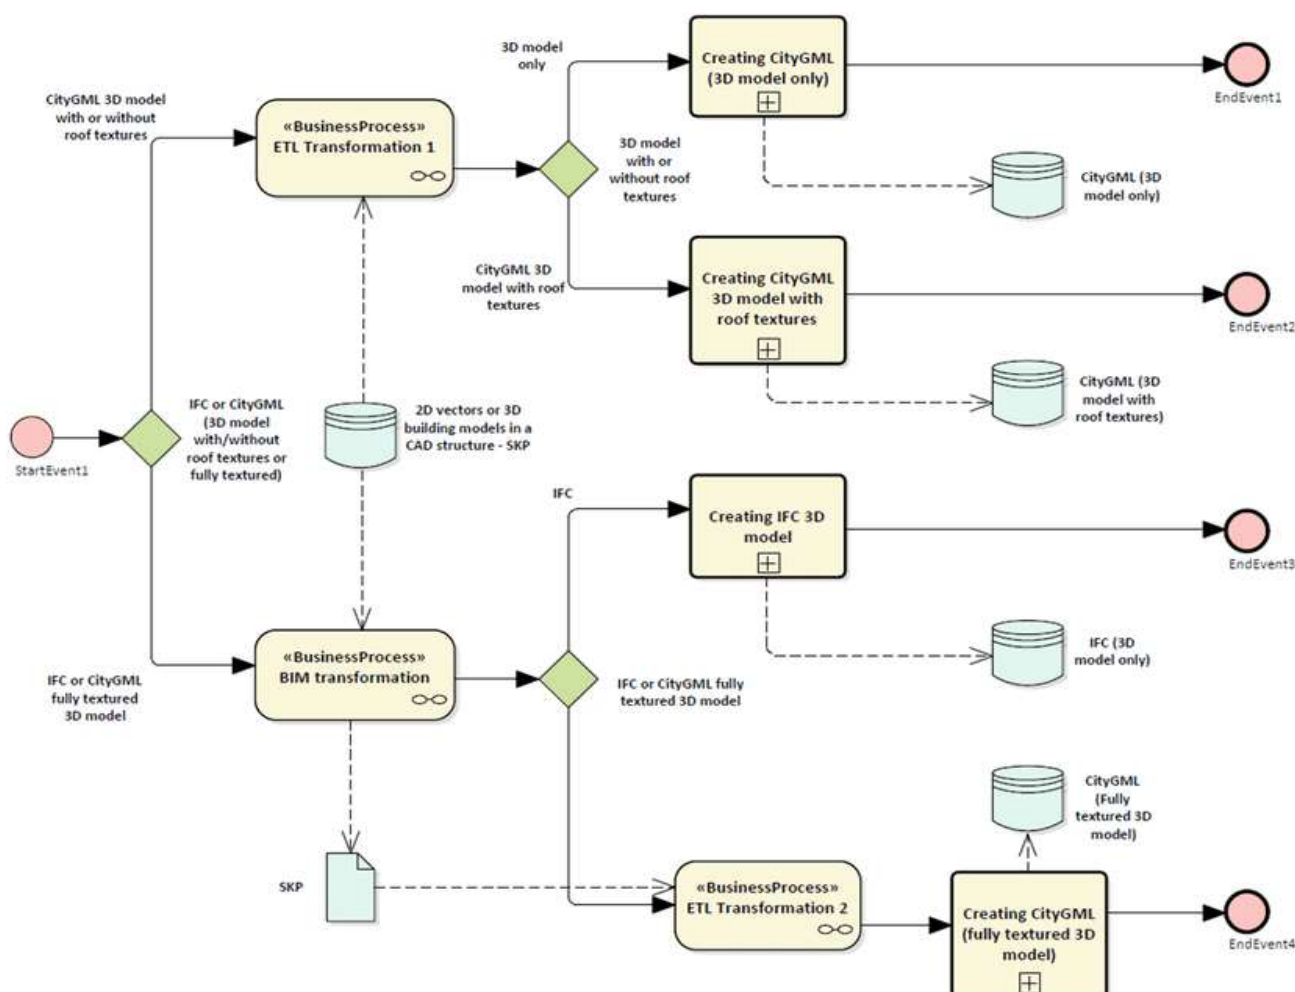 3D model
only
Creating CityGML
(3D model only)
EndEvent1
CityGML 3D model
with or without
roof textures
«BusinessProcess»
ETL Transformation 1
3D model
with or
without roof
textures
CityGML (3D
model only)
CityGML 3D
model with roof
textures
Creating CityGML
3D model with
roof textures
EndEvent2
CityGML (3D
model with
roof textures)
StartEvent1
IFC or CityGML
(3D model
with/without
roof textures or
fully textured)
2D vectors or 3D
building models in a
CAD structure - SKP
IFC
Creating IFC 3D
model
EndEvent3
IFC (3D
model only)
IFC or CityGML
fully textured
3D model
«BusinessProcess»
BIM transformation
IFC or CityGML fully
textured 3D model
CityGML
(Fully
textured 3D
model)
SKP
«BusinessProcess»
ETL Transformation 2
Creating CityGML
(fully textured 3D
model)
EndEvent4